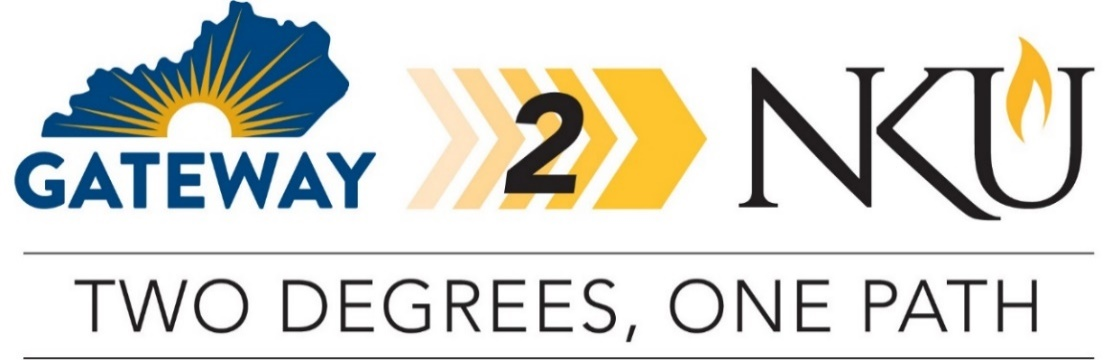 GATEWAY 2 NKU
TWO DEGREES, ONE PATH